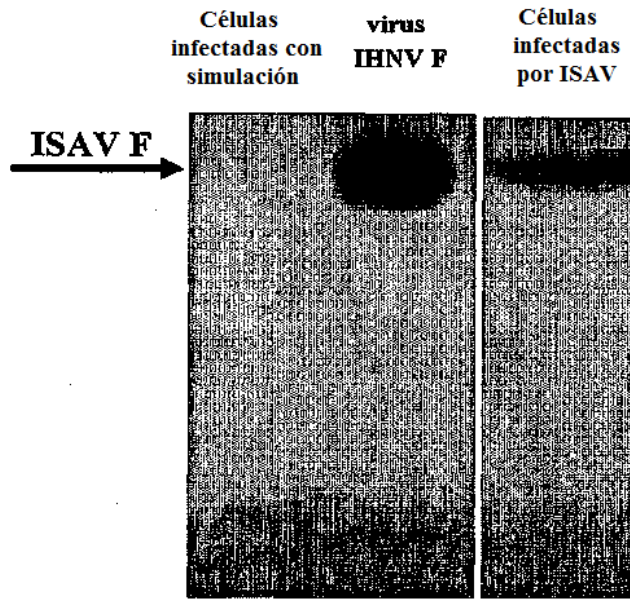 Células
infectadas con
simulación
virus
IHNV F
Células
infectadas
por ISAV
ISAV F